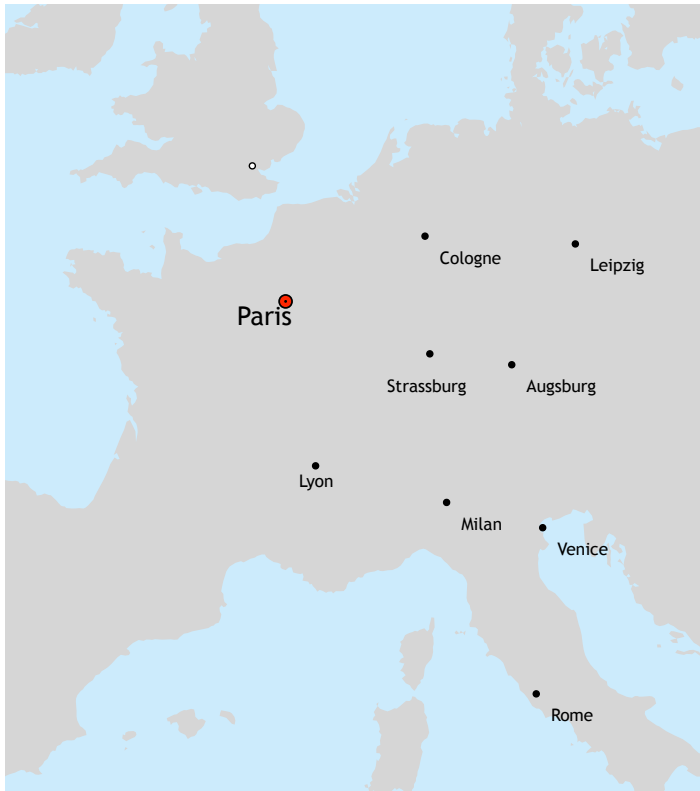 Cologne
Leipzig
Paris
Strassburg
Augsburg
Lyon
Milan
Venice
Rome